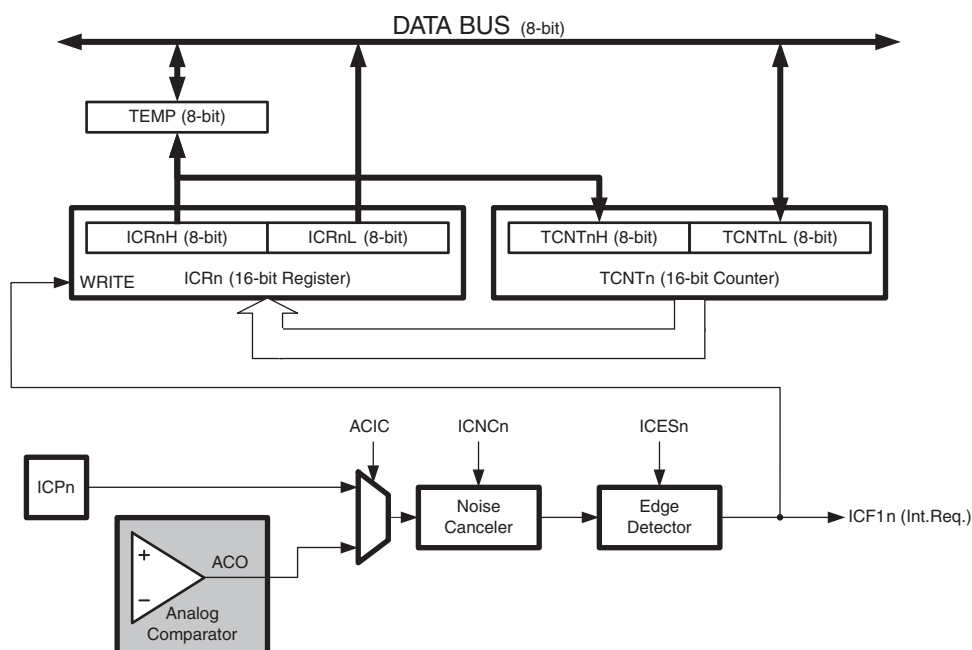 DATA BUS (8-bit)
TEMP (8-bit)
ICRnH (8-bit)
ICRnL (8-bit)
TCNTnH (8-bit)
TCNTnL (8-bit)
WRITE
ICRn (16-bit Register)
TCNTn (16-bit Counter)
ACIC
ICNCn
ICESn
ICPn
Noise
Canceler
Edge
Detector
ICF1n (Int.Req.)
+
ACO
−
Analog
Comparator